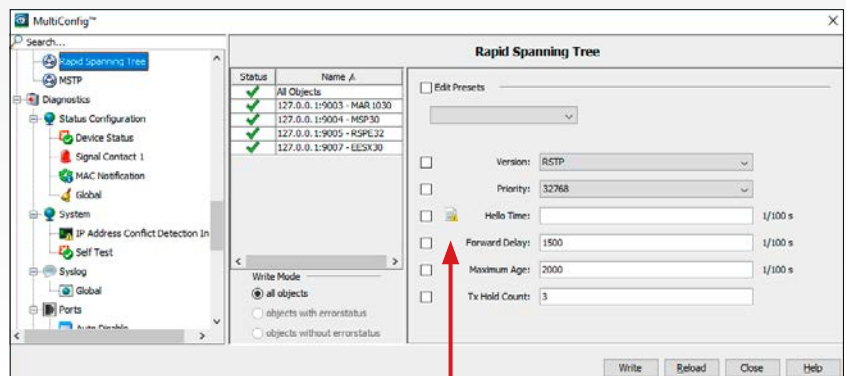 MultiConfig™
Search...
Rapid Spanning Tree
MSTP
Diagnostics
Status Configuration
Device Status
Signal Contact 1
MAC Notification
Global
System
IP Address Conflict Detection In
Self Test
Syslog
Global
Ports
Auto Disable
Rapid Spanning Tree
Status Name
All Objects
127.0.0.1:9003 - MAR1030
127.0.0.1:9004 - MSP30
127.0.0.1:9005 - RSPE32
127.0.0.1:9007 - EESX30
Write Mode
all objects
objects with errorstatus
objects without errorstatus
Edit Presets
Version: RSTP
Priority: 32768
Hello Time: 1/100 s
Forward Delay: 1500 1/100 s
Maximum Age: 2000 1/100 s
Tx Hold Count: 3
Write Reload Close Help